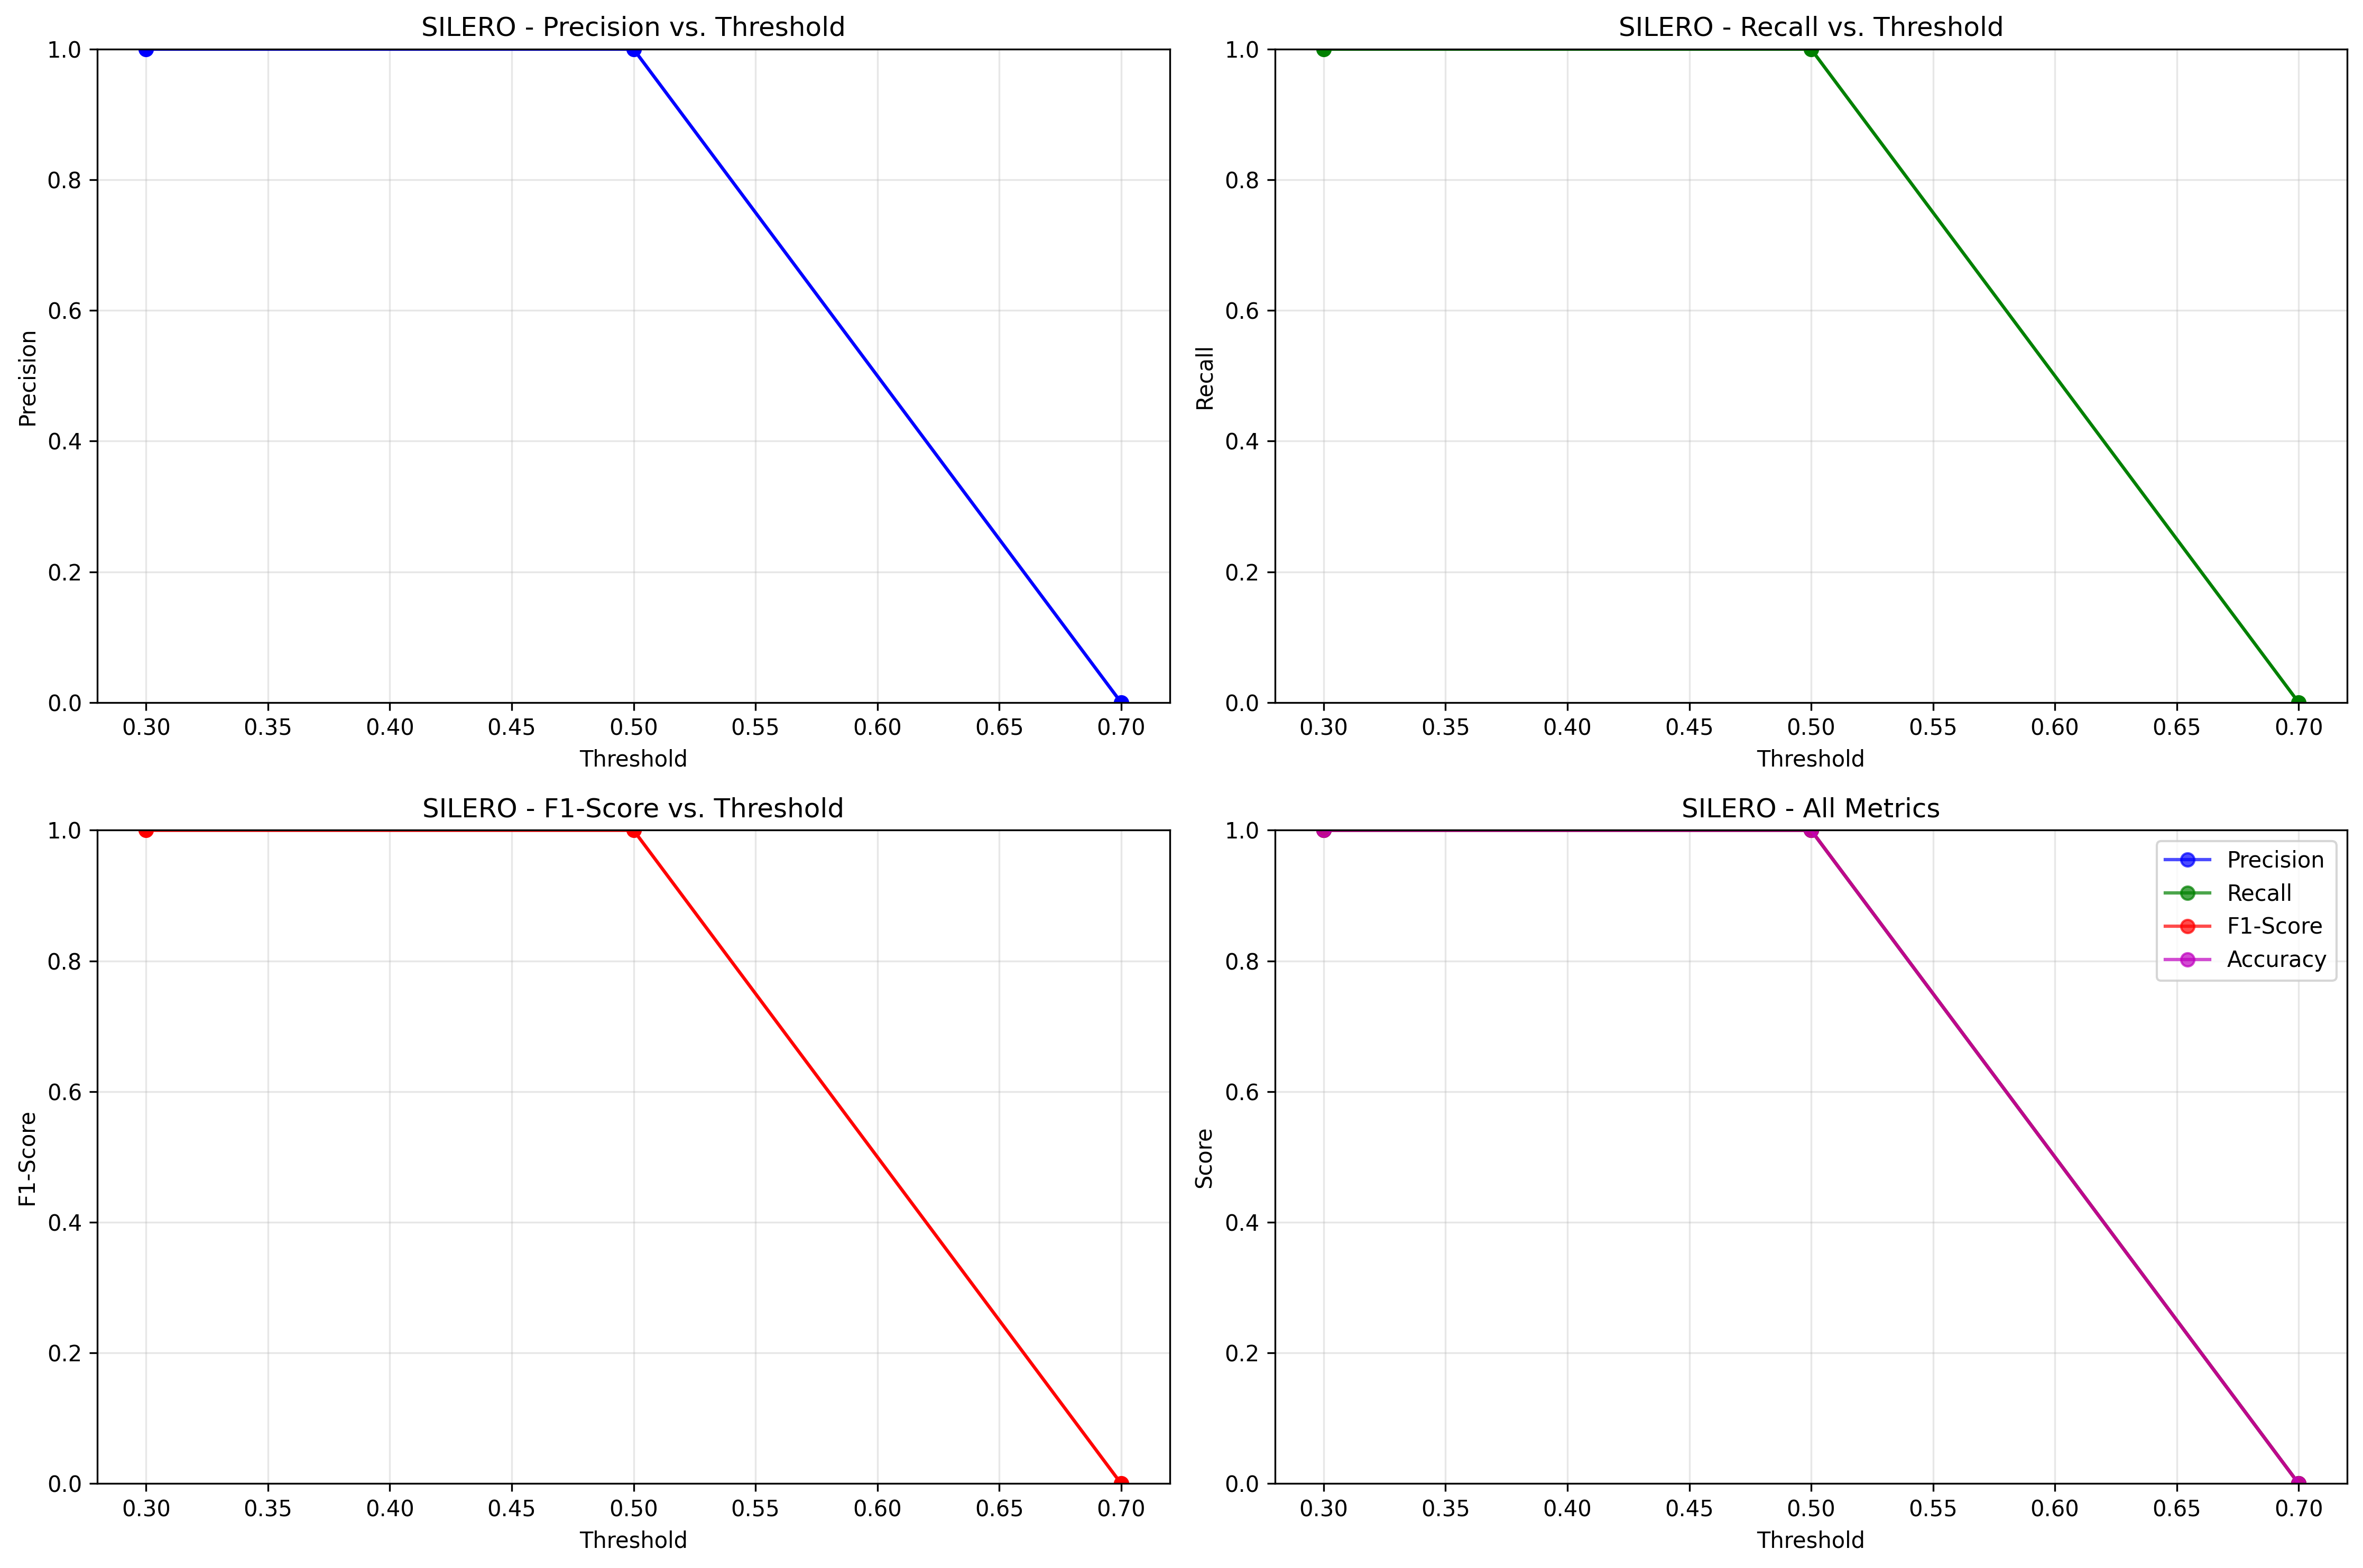 SILERO - Precision vs. Threshold
1.0
0.8
0.6
0.4
0.2
0.0
Precision
0.30 0.35 0.40 0.45 0.50 0.55 0.60 0.65 0.70
Threshold
SILERO - Recall vs. Threshold
1.0
0.8
0.6
0.4
0.2
0.0
Recall
0.30 0.35 0.40 0.45 0.50 0.55 0.60 0.65 0.70
Threshold
SILERO - F1-Score vs. Threshold
1.0
0.8
0.6
0.4
0.2
0.0
F1-Score
0.30 0.35 0.40 0.45 0.50 0.55 0.60 0.65 0.70
Threshold
SILERO - All Metrics
1.0
0.8
0.6
0.4
0.2
0.0
Score
Precision
Recall
F1-Score
Accuracy
0.30 0.35 0.40 0.45 0.50 0.55 0.60 0.65 0.70
Threshold